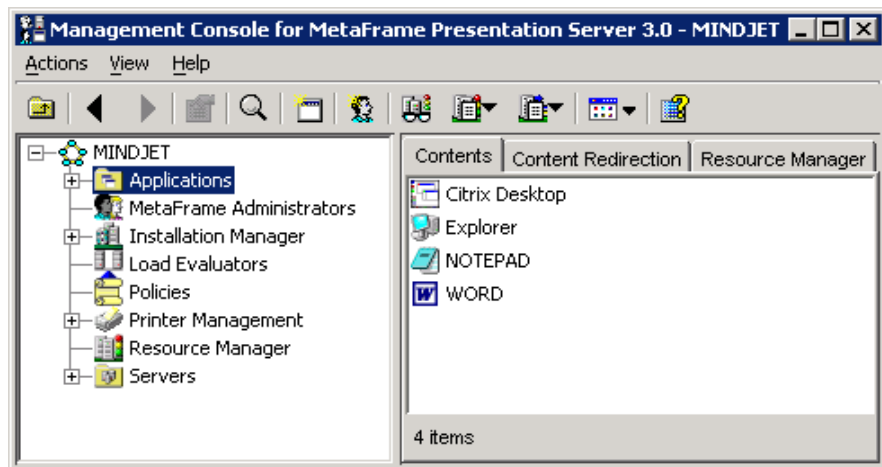 Management Console for MetaFrame Presentation Server 3.0 - MINDJET
Actions View Help
MINDJET
Applications
MetaFrame Administrators
Installation Manager
Load Evaluators
Policies
Printer Management
Resource Manager
Servers
Contents Content Redirection Resource Manager
Citrix Desktop
Explorer
NOTEPAD
WORD
4 items